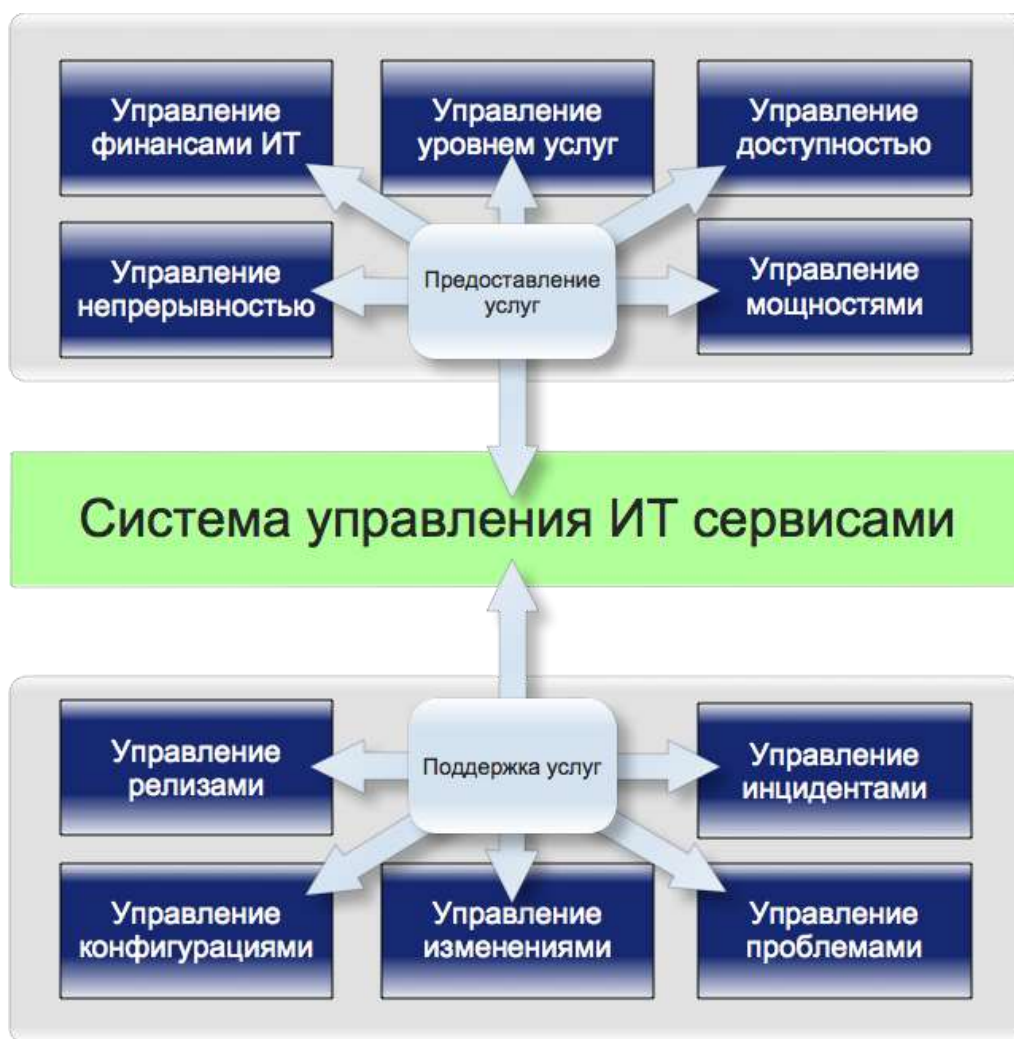 Управление
финансами ИТ
Управление
уровнем услуг
Управление
доступностью
Управление
непрерывностью
Предоставление
услуг
Управление
мощностями
Система управления ИТ сервисами
Управление
релизами
Поддержка услуг
Управление
инцидентами
Управление
конфигурациями
Управление
изменениями
Управление
проблемами